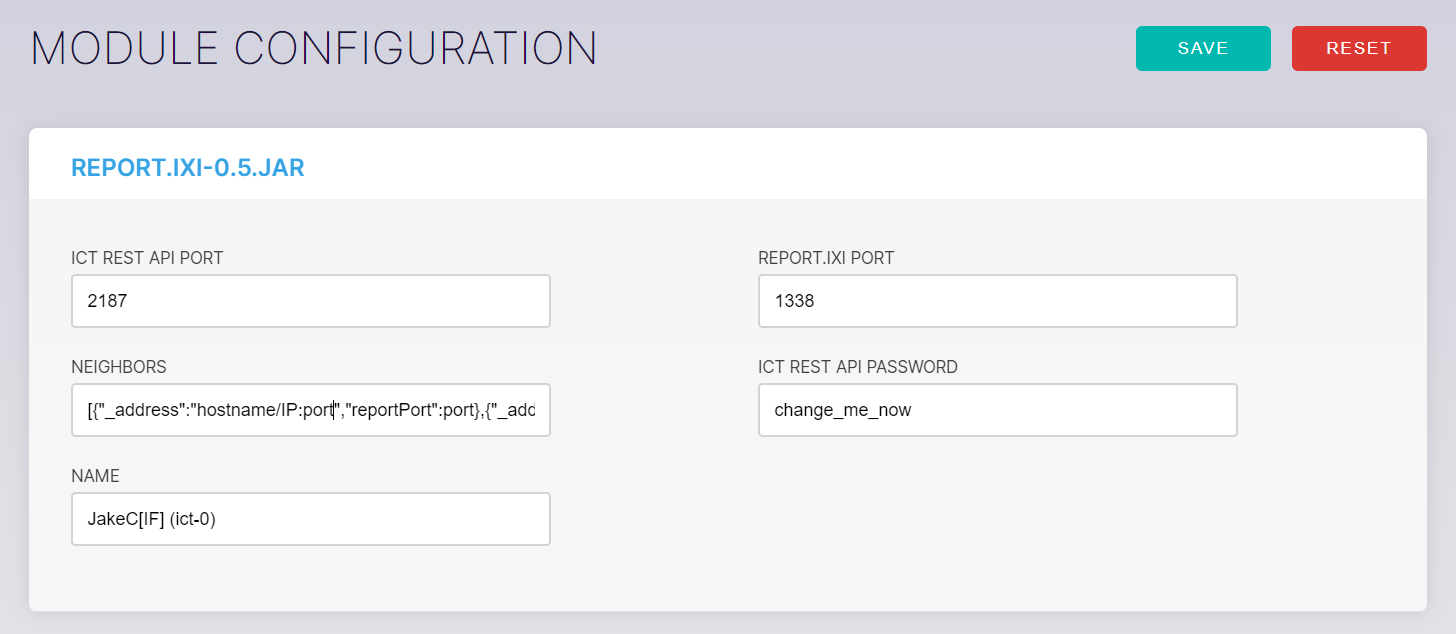 MODULE CONFIGURATION
SAVE
RESET
REPORT.IXI-0.5.JAR
ICT REST API PORT
REPORT.IXI PORT
2187
1338
NEIGHBORS
ICT REST API PASSWORD
[{"_address":"hostname/IP:port","reportPort":port},{"_add
change_me_now
NAME
JakeC[IF] (ict-0)